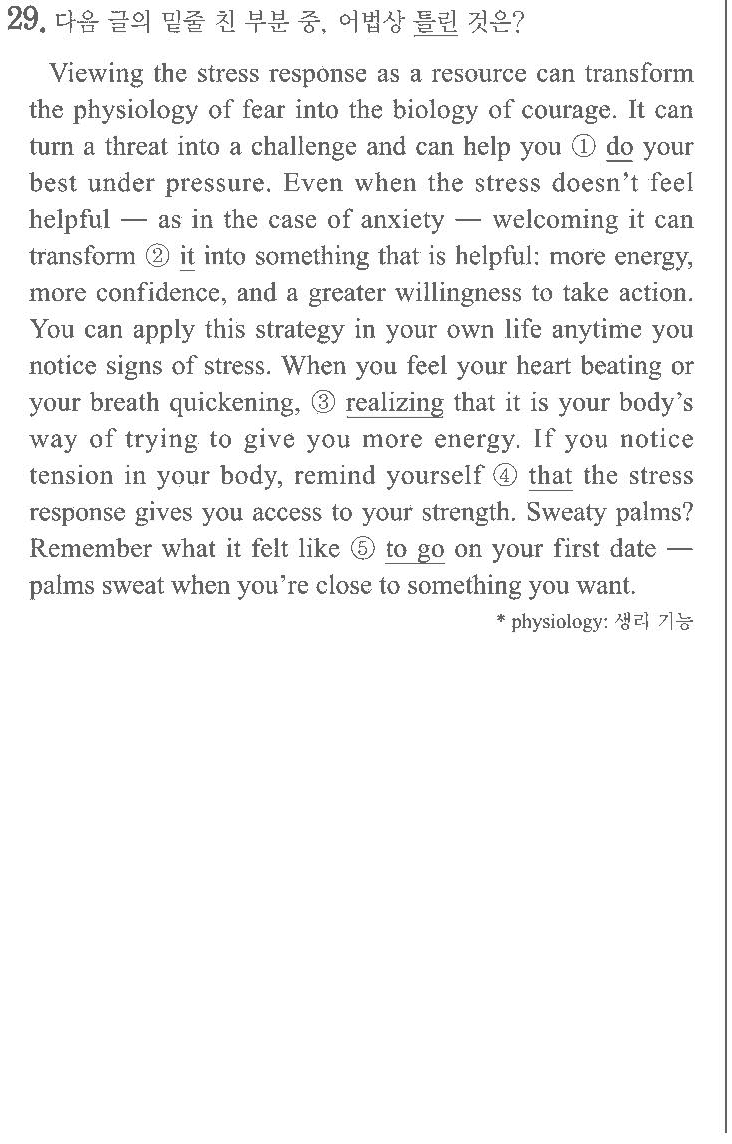 29. 다음 글의 밑줄 친 부분 중, 어법상 틀린 것은?
Viewing the stress response as a resource can transform
the physiology of fear into the biology of courage. It can
turn a threat into a challenge and can help you ① do your
best under pressure. Even when the stress doesn't feel
helpful — as in the case of anxiety — welcoming it can
transform ② it into something that is helpful: more energy,
more confidence, and a greater willingness to take action.
You can apply this strategy in your own life anytime you
notice signs of stress. When you feel your heart beating or
your breath quickening, ③ realizing that it is your body's
way of trying to give you more energy. If you notice
tension in your body, remind yourself ④ that the stress
response gives you access to your strength. Sweaty palms?
Remember what it felt like ⑤ to go on your first date —
palms sweat when you're close to something you want.
* physiology: 생리 기능